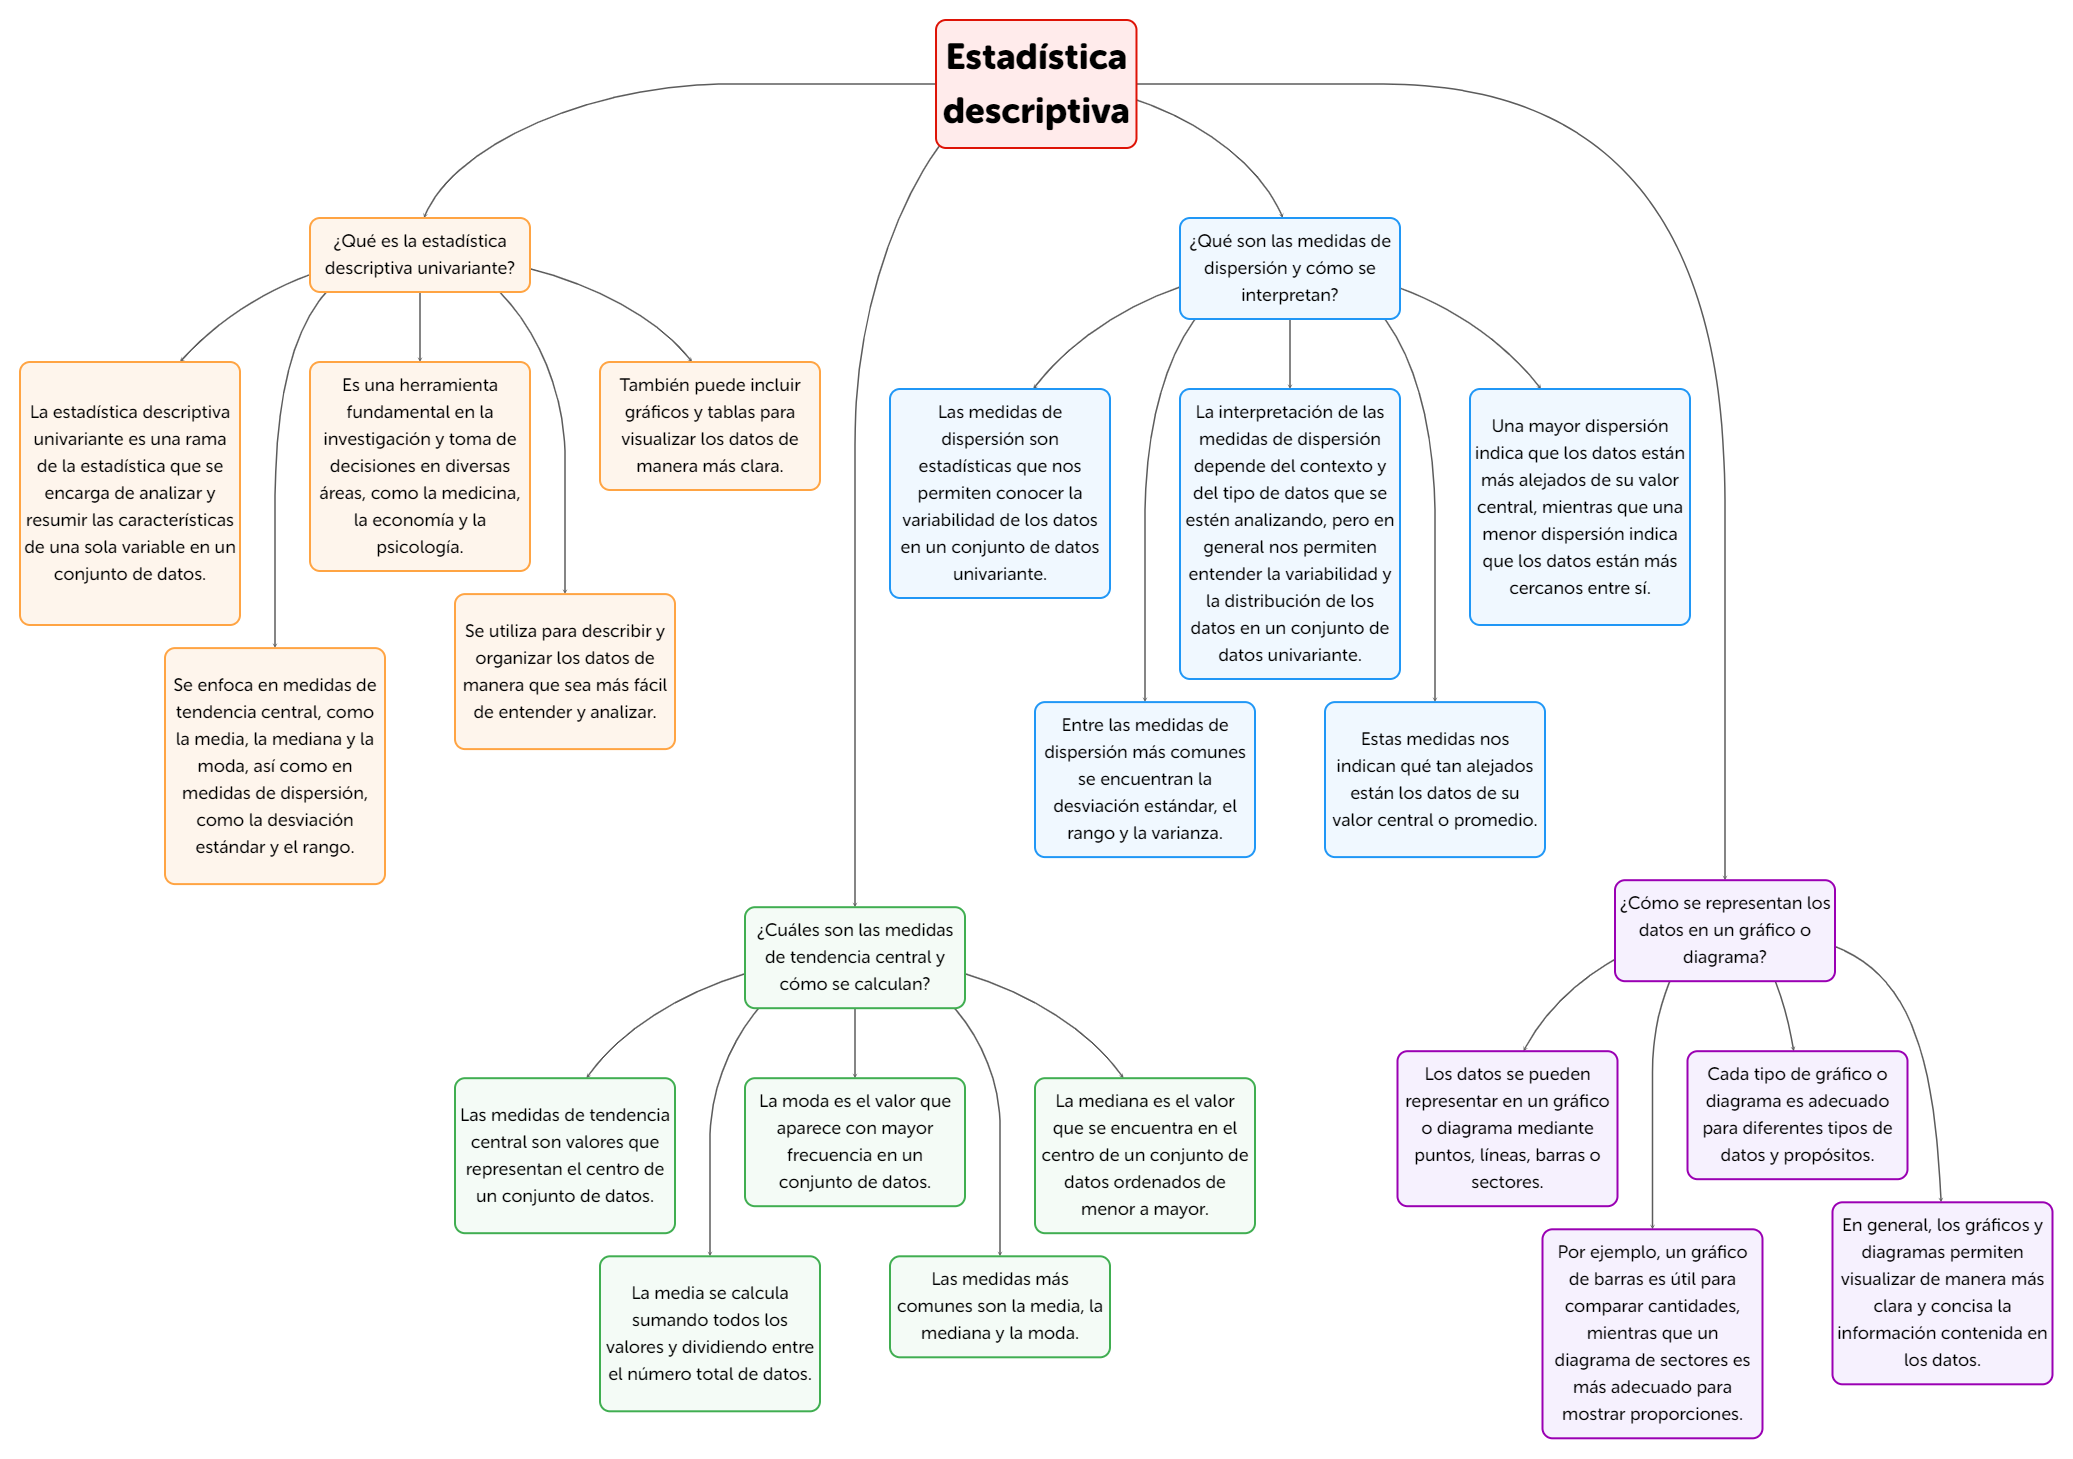 Estadística
descriptiva
¿Qué es la estadística
descriptiva univariante?
La estadística descriptiva
univariante es una rama
de la estadística que se
encarga de analizar y
resumir las características
de una sola variable en un
conjunto de datos.
Se enfoca en medidas de
tendencia central, como
la media, la mediana y la
moda, así como en
medidas de dispersión,
como la desviación
estándar y el rango.
Es una herramienta
fundamental en la
investigación y toma de
decisiones en diversas
áreas, como la medicina,
la economía y la
psicología.
Se utiliza para describir y
organizar los datos de
manera que sea más fácil
de entender y analizar.
También puede incluir
gráficos y tablas para
visualizar los datos de
manera más clara.
¿Cuáles son las medidas
de tendencia central y
cómo se calculan?
Las medidas de tendencia
central son valores que
representan el centro de
un conjunto de datos.
La media se calcula
sumando todos los
valores y dividiendo entre
el número total de datos.
La moda es el valor que
aparece con mayor
frecuencia en un
conjunto de datos.
Las medidas más
comunes son la media, la
mediana y la moda.
La mediana es el valor
que se encuentra en el
centro de un conjunto de
datos ordenados de
menor a mayor.
¿Qué son las medidas de
dispersión y cómo se
interpretan?
Las medidas de
dispersión son
estadísticas que nos
permiten conocer la
variabilidad de los datos
en un conjunto de datos
univariante.
Entre las medidas de
dispersión más comunes
se encuentran la
desviación estándar, el
rango y la varianza.
La interpretación de las
medidas de dispersión
depende del contexto y
del tipo de datos que se
estén analizando, pero en
general nos permiten
entender la variabilidad y
la distribución de los
datos en un conjunto de
datos univariante.
Estas medidas nos
indican qué tan alejados
están los datos de su
valor central o promedio.
Una mayor dispersión
indica que los datos están
más alejados de su valor
central, mientras que una
menor dispersión indica
que los datos están más
cercanos entre sí.
¿Cómo se representan los
datos en un gráfico o
diagrama?
Los datos se pueden
representar en un gráfico
o diagrama mediante
puntos, líneas, barras o
sectores.
Por ejemplo, un gráfico
de barras es útil para
comparar cantidades,
mientras que un
diagrama de sectores es
más adecuado para
mostrar proporciones.
Cada tipo de gráfico o
diagrama es adecuado
para diferentes tipos de
datos y propósitos.
En general, los gráficos y
diagramas permiten
visualizar de manera más
clara y concisa la
información contenida en
los datos.